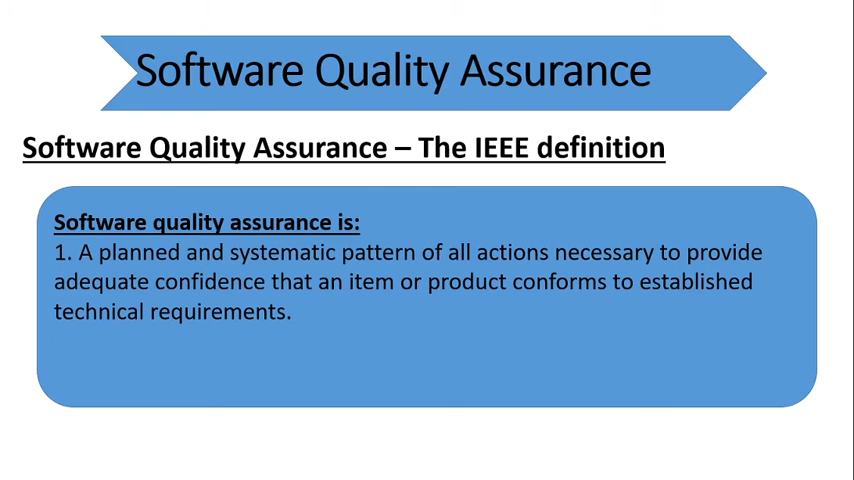 Software Quality Assurance
Software Quality Assurance – The IEEE definition
Software quality assurance is:
1. A planned and systematic pattern of all actions necessary to provide
adequate confidence that an item or product conforms to established
technical requirements.